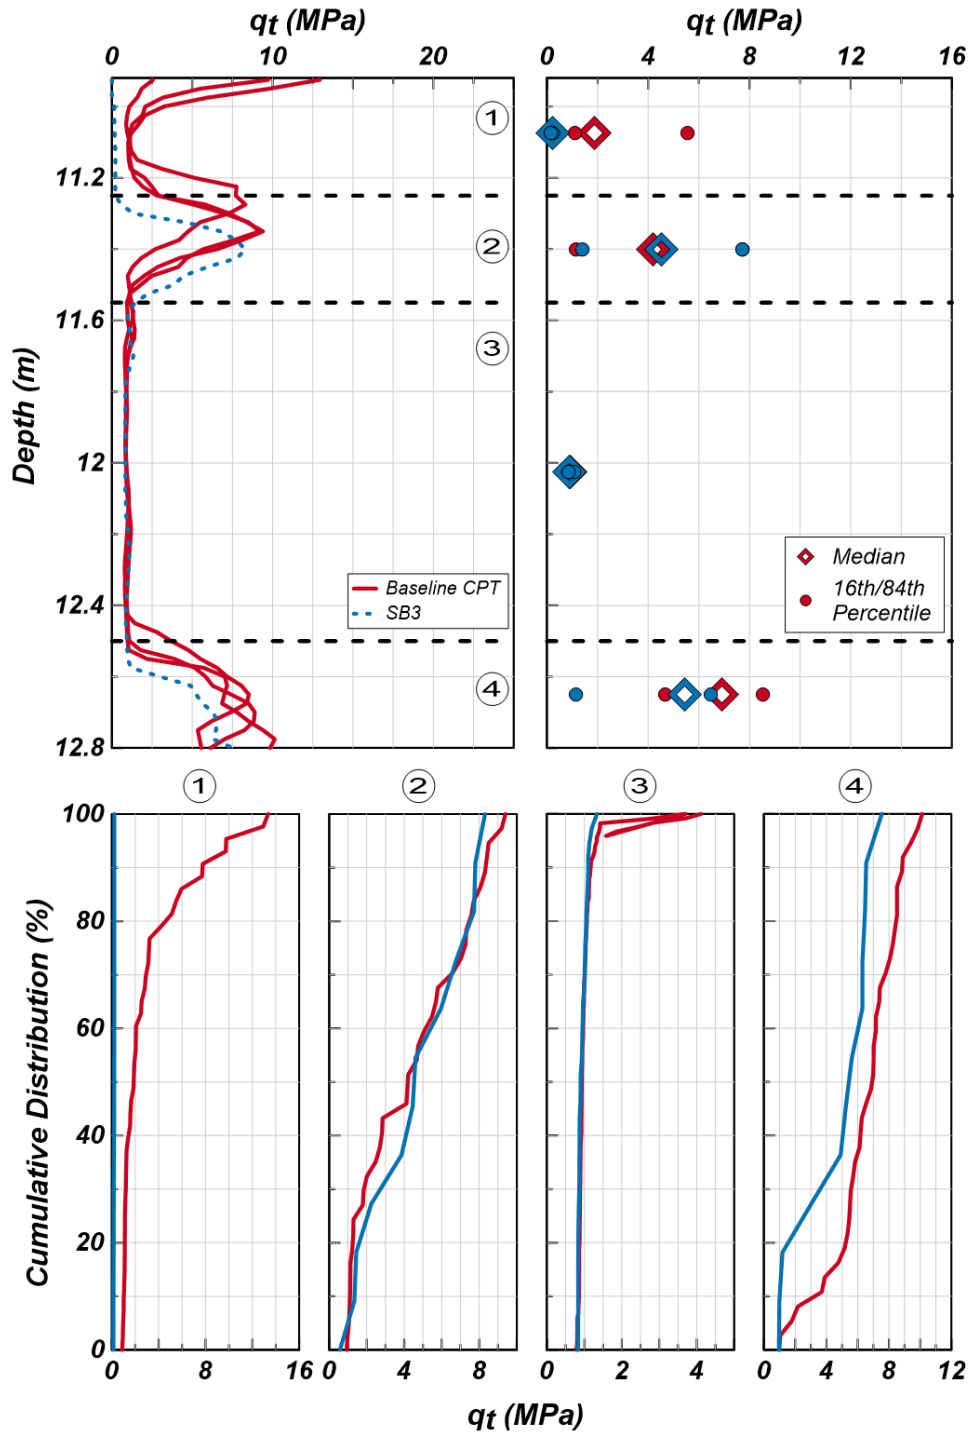 qt (MPa) qt (MPa)
0 10 20 0 4 8 12 16
1
11.2
2
11.6
3
Depth (m)
12
Median
Baseline CPT
16th/84th
SB3
Percentile
12.4
4
12.8
1 2 3 4
100
80
60
40
20
0
Cumulative Distribution (%)
0 8 16 0 4 8 0 2 4 0 4 8 12
qt (MPa)